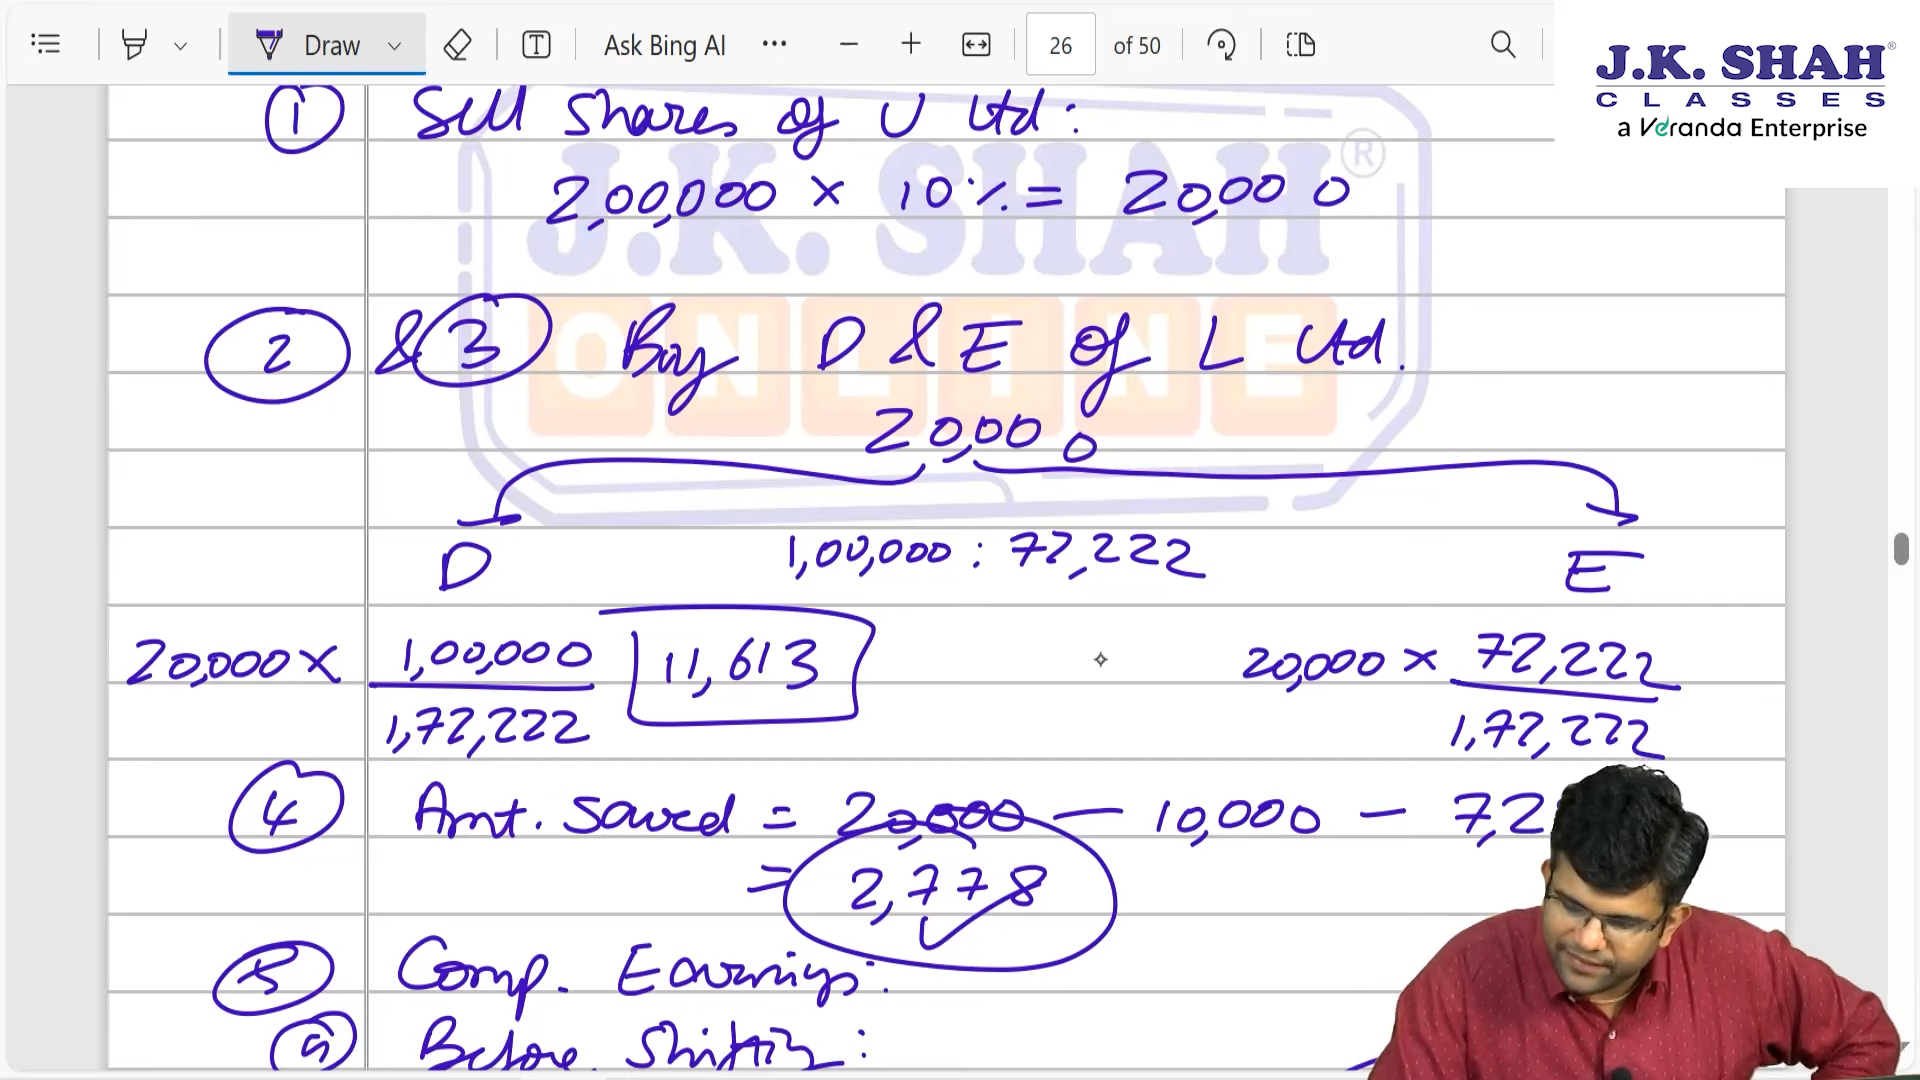 Draw
Ask Bing AI
26 of 50
J.K. SHAH®
CLASSES
a Veranda Enterprise
J.K. SHAH ®
ONLINE
1 Sell shares of U Ltd:
2,00,000 × 10% = 20,000
2 & 3 Buy D & E of L Ltd.
20,000
D 1,00,000 : 72,222 E
20,000 × 1,00,000 11,613 20,000 × 72,222
1,72,222 1,72,222
4 Amt. saved = 20,000 — 10,000 — 7,2
= 2,778
5 Comp. Earnings:
a Before Shifting: